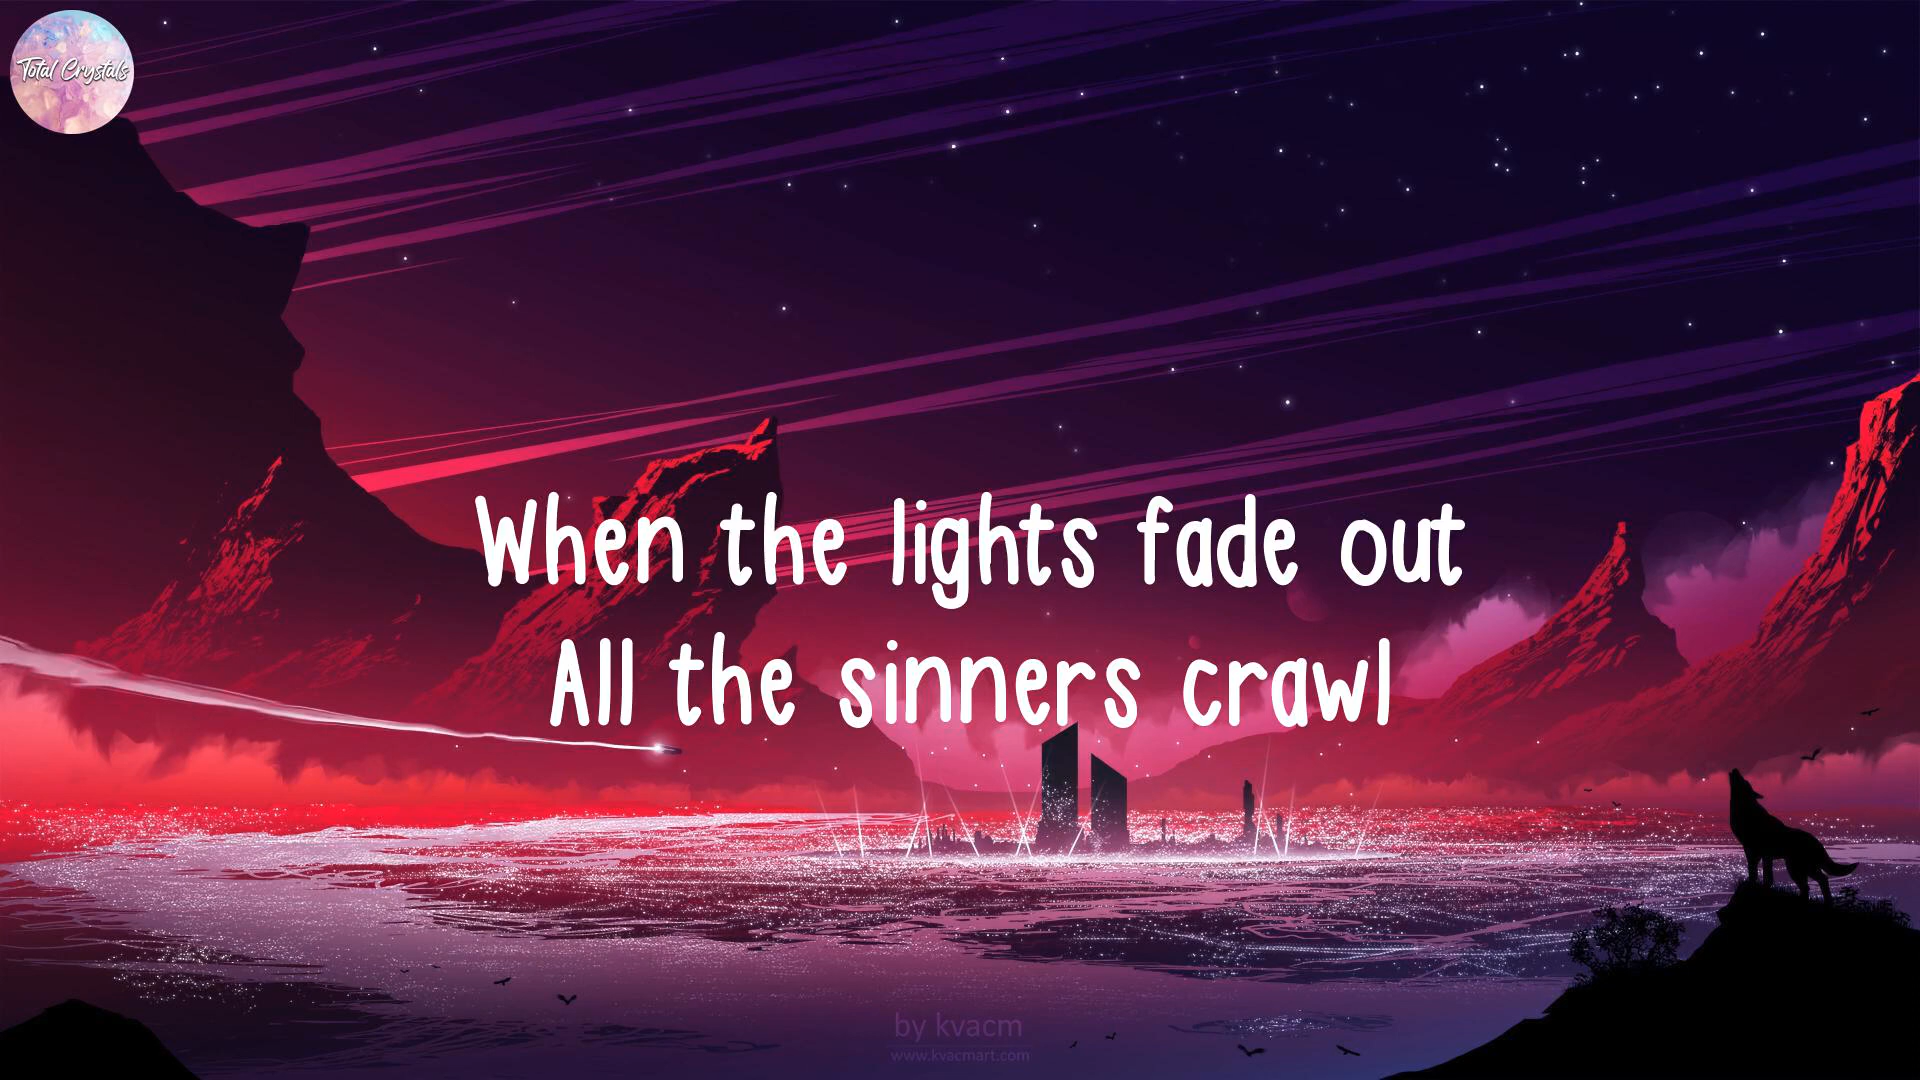 Total Crystals
When the lights fade out
All the sinners crawl
by kvacm
www.kvacmart.com